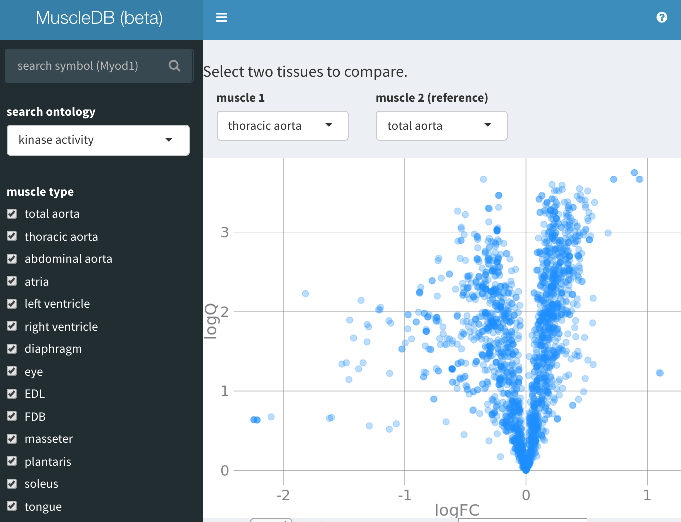 MuscleDB (beta)
search symbol (Myod1)
search ontology
kinase activity
muscle type
total aorta
thoracic aorta
abdominal aorta
atria
left ventricle
right ventricle
diaphragm
eye
EDL
FDB
masseter
plantaris
soleus
tongue
?
Select two tissues to compare.
muscle 1
muscle 2 (reference)
thoracic aorta
total aorta
logQ
3
2
1
0
-2
-1
0
1
logFC